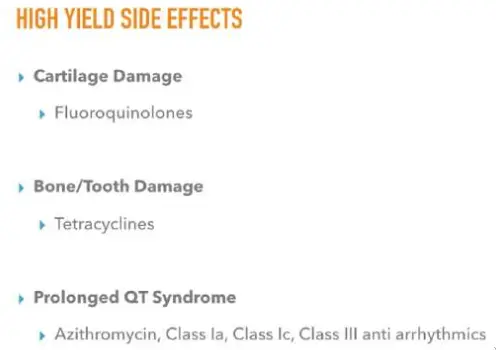 HIGH YIELD SIDE EFFECTS
Cartilage Damage
Fluoroquinolones
Bone/Tooth Damage
Tetracyclines
Prolonged QT Syndrome
Azithromycin, Class Ia, Class Ic, Class III anti arrhythmics